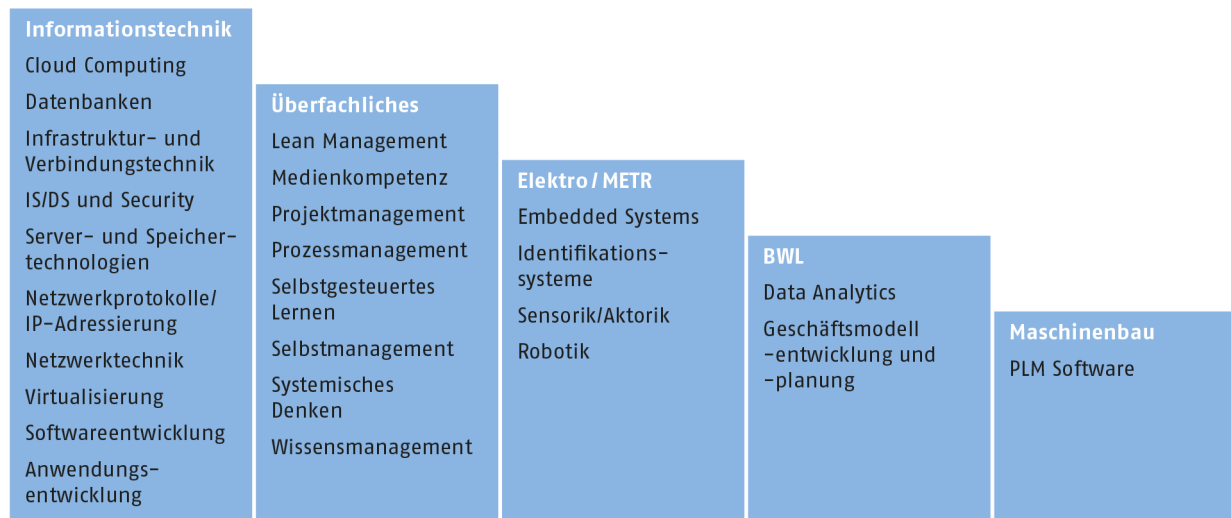 Informationstechnik
Cloud Computing
Datenbanken
Infrastruktur- und
Verbindungstechnik
IS/DS und Security
Server- und Speicher-
technologien
Netzwerkprotokolle/
IP-Adressierung
Netzwerktechnik
Virtualisierung
Softwareentwicklung
Anwendungs-
entwicklung
Überfachliches
Lean Management
Medienkompetenz
Projektmanagement
Prozessmanagement
Selbstgesteuertes
Lernen
Selbstmanagement
Systemisches
Denken
Wissensmanagement
Elektro / METR
Embedded Systems
Identifikations-
systeme
Sensorik/Aktorik
Robotik
BWL
Data Analytics
Geschäftsmodell
-entwicklung und
-planung
Maschinenbau
PLM Software